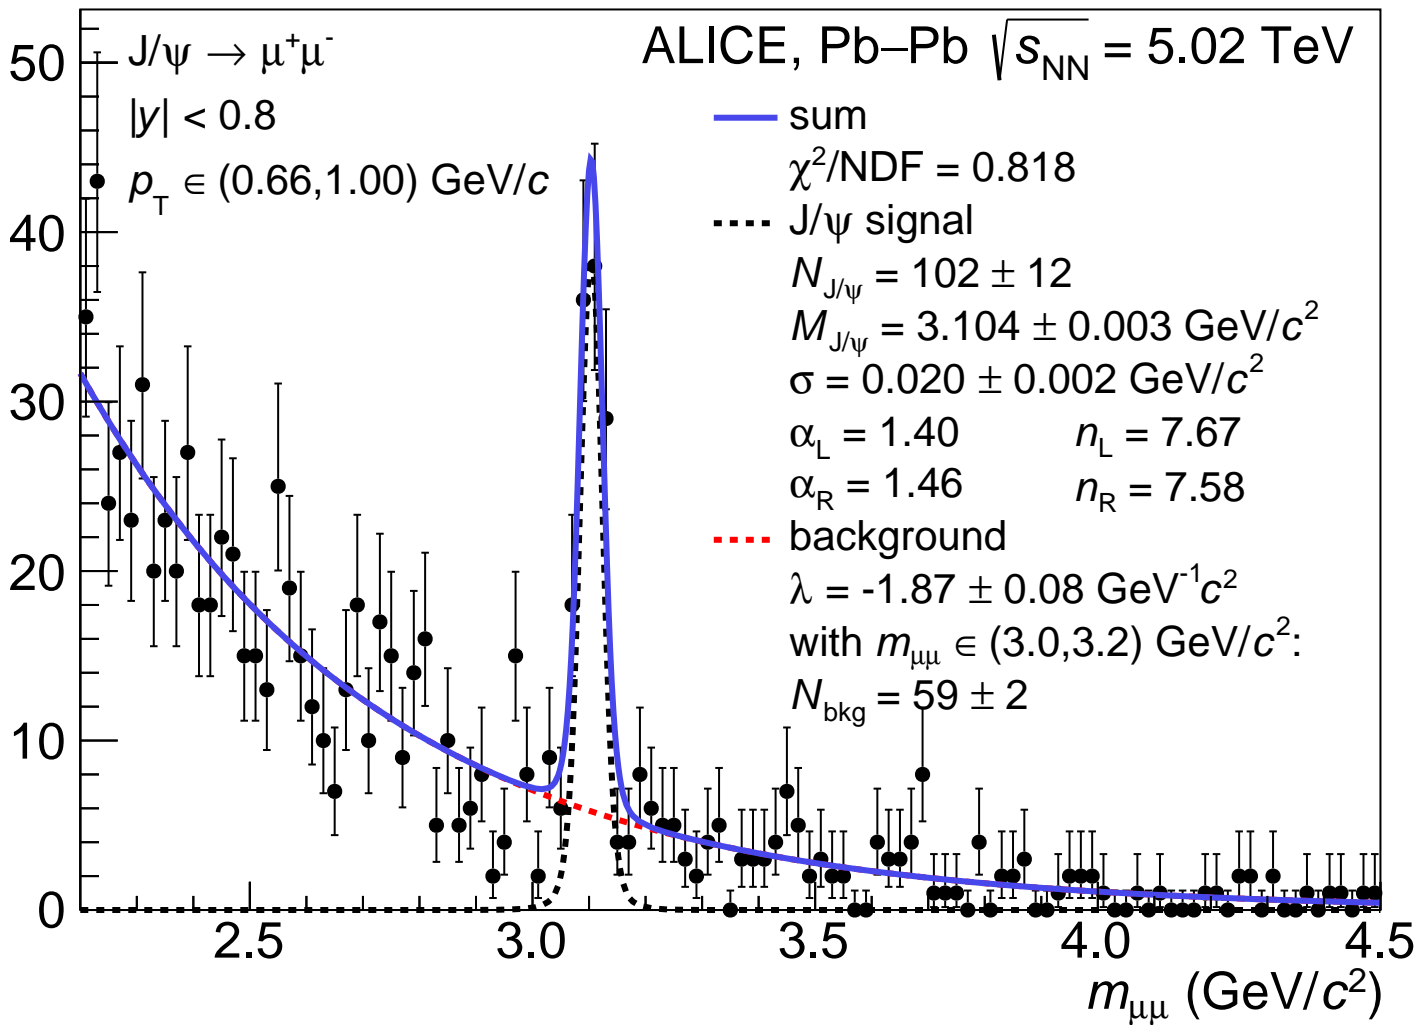 ALICE, Pb–Pb √s_NN = 5.02 TeV
J/ψ → μ⁺μ⁻
|y| < 0.8
p_T ∈ (0.66,1.00) GeV/c
sum
χ²/NDF = 0.818
J/ψ signal
N_J/ψ = 102 ± 12
M_J/ψ = 3.104 ± 0.003 GeV/c²
σ = 0.020 ± 0.002 GeV/c²
α_L = 1.40 n_L = 7.67
α_R = 1.46 n_R = 7.58
background
λ = -1.87 ± 0.08 GeV⁻¹c²
with m_μμ ∈ (3.0,3.2) GeV/c²:
N_bkg = 59 ± 2
50
40
30
20
10
0
2.5 3.0 3.5 4.0 4.5
m_μμ (GeV/c²)